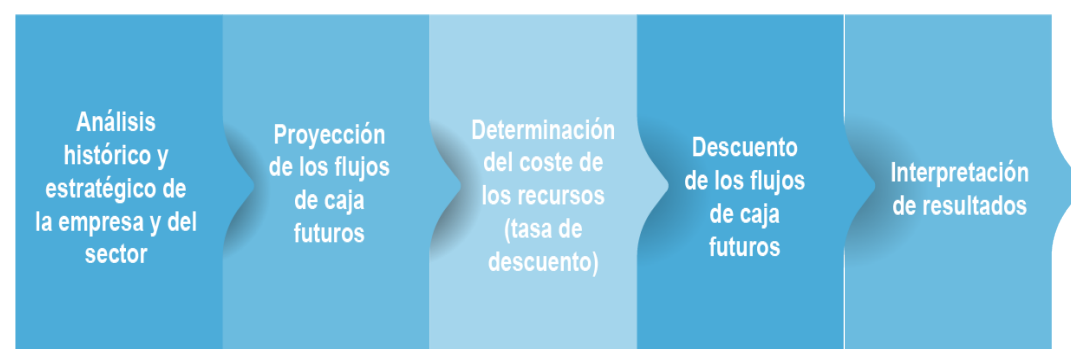 Análisis
histórico y
estratégico de
la empresa y del
sector
Proyección
de los flujos
de caja
futuros
Determinación
del coste de
los recursos
(tasa de
descuento)
Descuento
de los flujos
de caja
futuros
Interpretación
de resultados